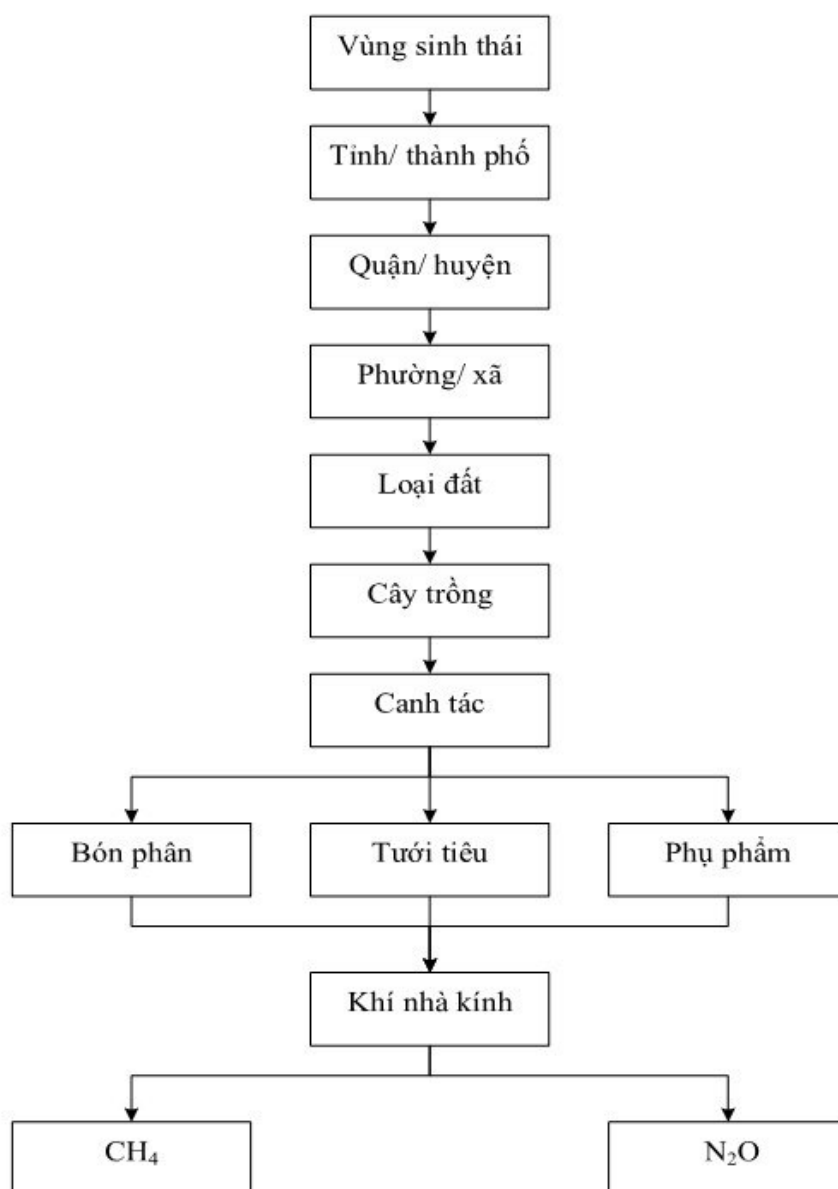 Vùng sinh thái
Tỉnh/ thành phố
Quận/ huyện
Phường/ xã
Loại đất
Cây trồng
Canh tác
Bón phân
Tưới tiêu
Phụ phẩm
Khí nhà kính
CH₄
N₂O